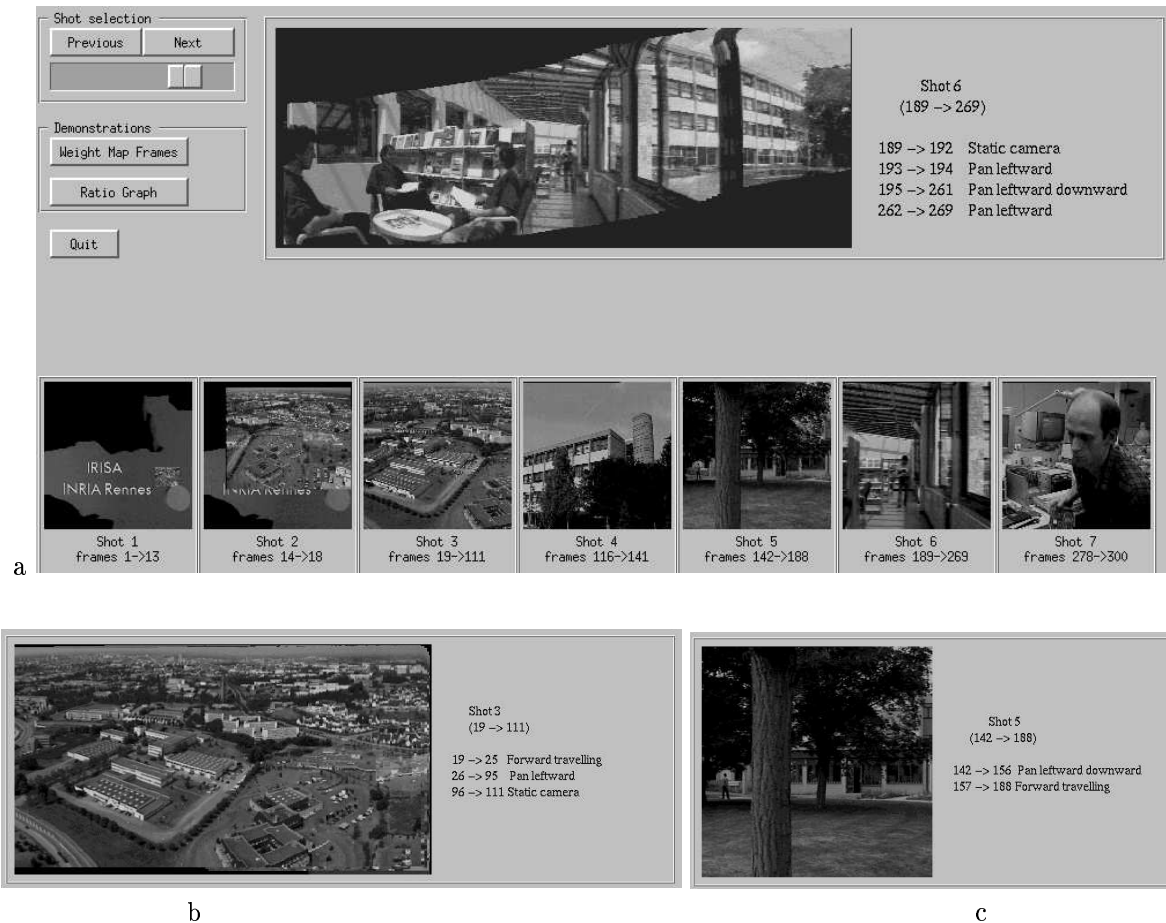 Shot selection
Previous Next
Demonstrations
Weight Map Frames
Ratio Graph
Quit
Shot 6
(189 -> 269)
189 -> 192 Static camera
193 -> 194 Pan leftward
195 -> 261 Pan leftward downward
262 -> 269 Pan leftward
IRISA
INRIA Rennes
INRIA Rennes
Shot 1
frames 1->13
Shot 2
frames 14->18
Shot 3
frames 19->111
Shot 4
frames 116->141
Shot 5
frames 142->188
Shot 6
frames 189->269
Shot 7
frames 278->300
a
Shot 3
(19 -> 111)
19 -> 25 Forward travelling
26 -> 95 Pan leftward
96 -> 111 Static camera
b
Shot 5
(142 -> 188)
142 -> 156 Pan leftward downward
157 -> 188 Forward travelling
c